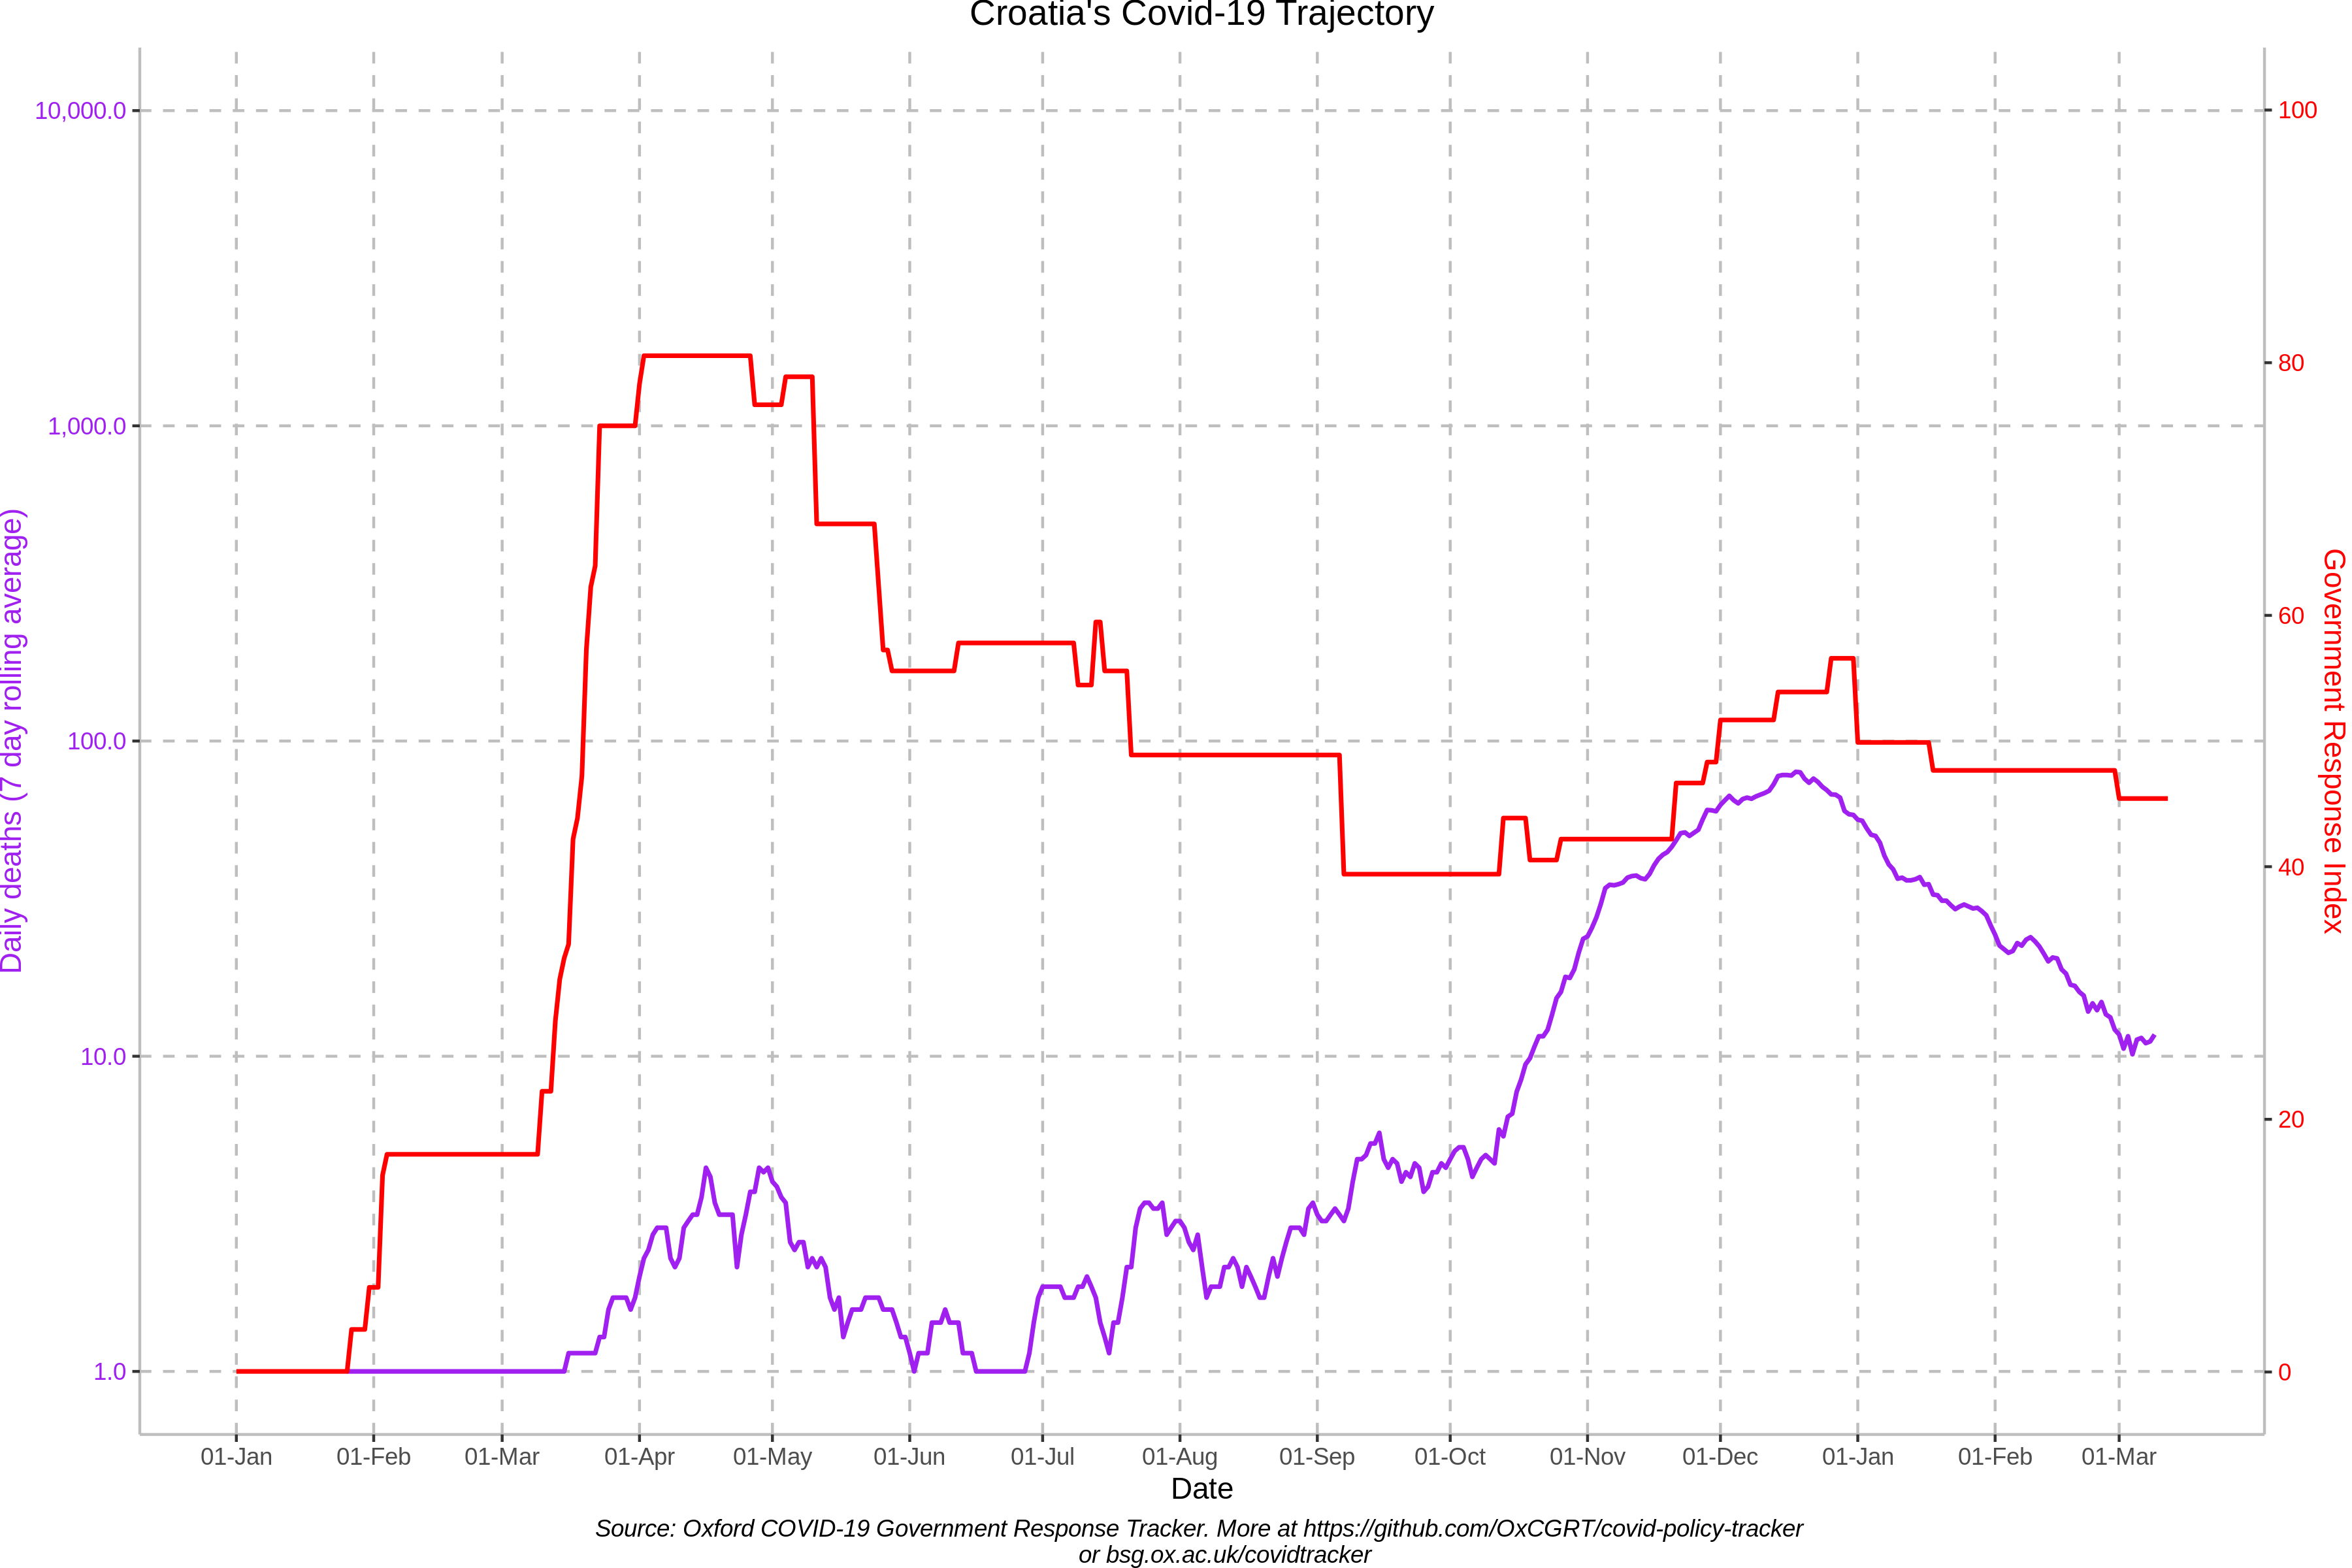 Croatia's Covid-19 Trajectory
10,000.0
1,000.0
100.0
10.0
1.0
Daily deaths (7 day rolling average)
100
80
60
40
20
0
Government Response Index
01-Jan
01-Feb
01-Mar
01-Apr
01-May
01-Jun
01-Jul
01-Aug
01-Sep
01-Oct
01-Nov
01-Dec
01-Jan
01-Feb
01-Mar
Date
Source: Oxford COVID-19 Government Response Tracker. More at https://github.com/OxCGRT/covid-policy-tracker
or bsg.ox.ac.uk/covidtracker